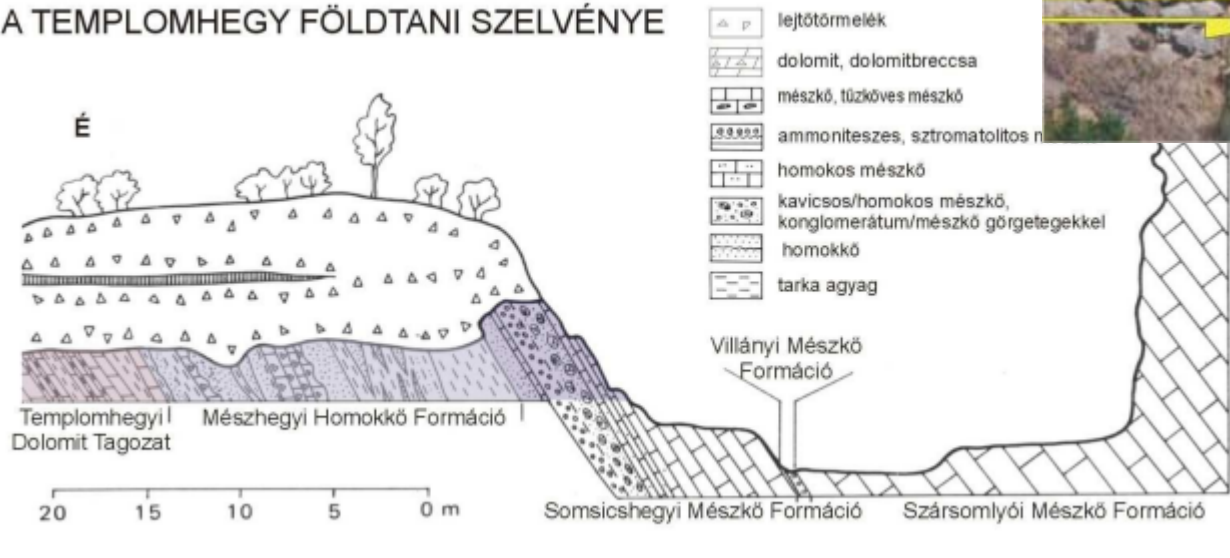 A TEMPLOMHEGY FÖLDTANI SZELVÉNYE
É
lejtőtörmelék
dolomit, dolomitbreccsa
mészkő, tűzköves mészkő
ammoniteszes, sztromatolitos
homokos mészkő
kavicsos/homokos mészkő,
konglomerátum/mészkő görgetegekkel
homokkő
tarka agyag
Villányi Mészkő
Formáció
Templomhegyi
Dolomit Tagozat
Mészhegyi Homokkő Formáció
20 15 10 5 0 m
Somsicshegyi Mészkő Formáció
Szársomlyói Mészkő Formáció